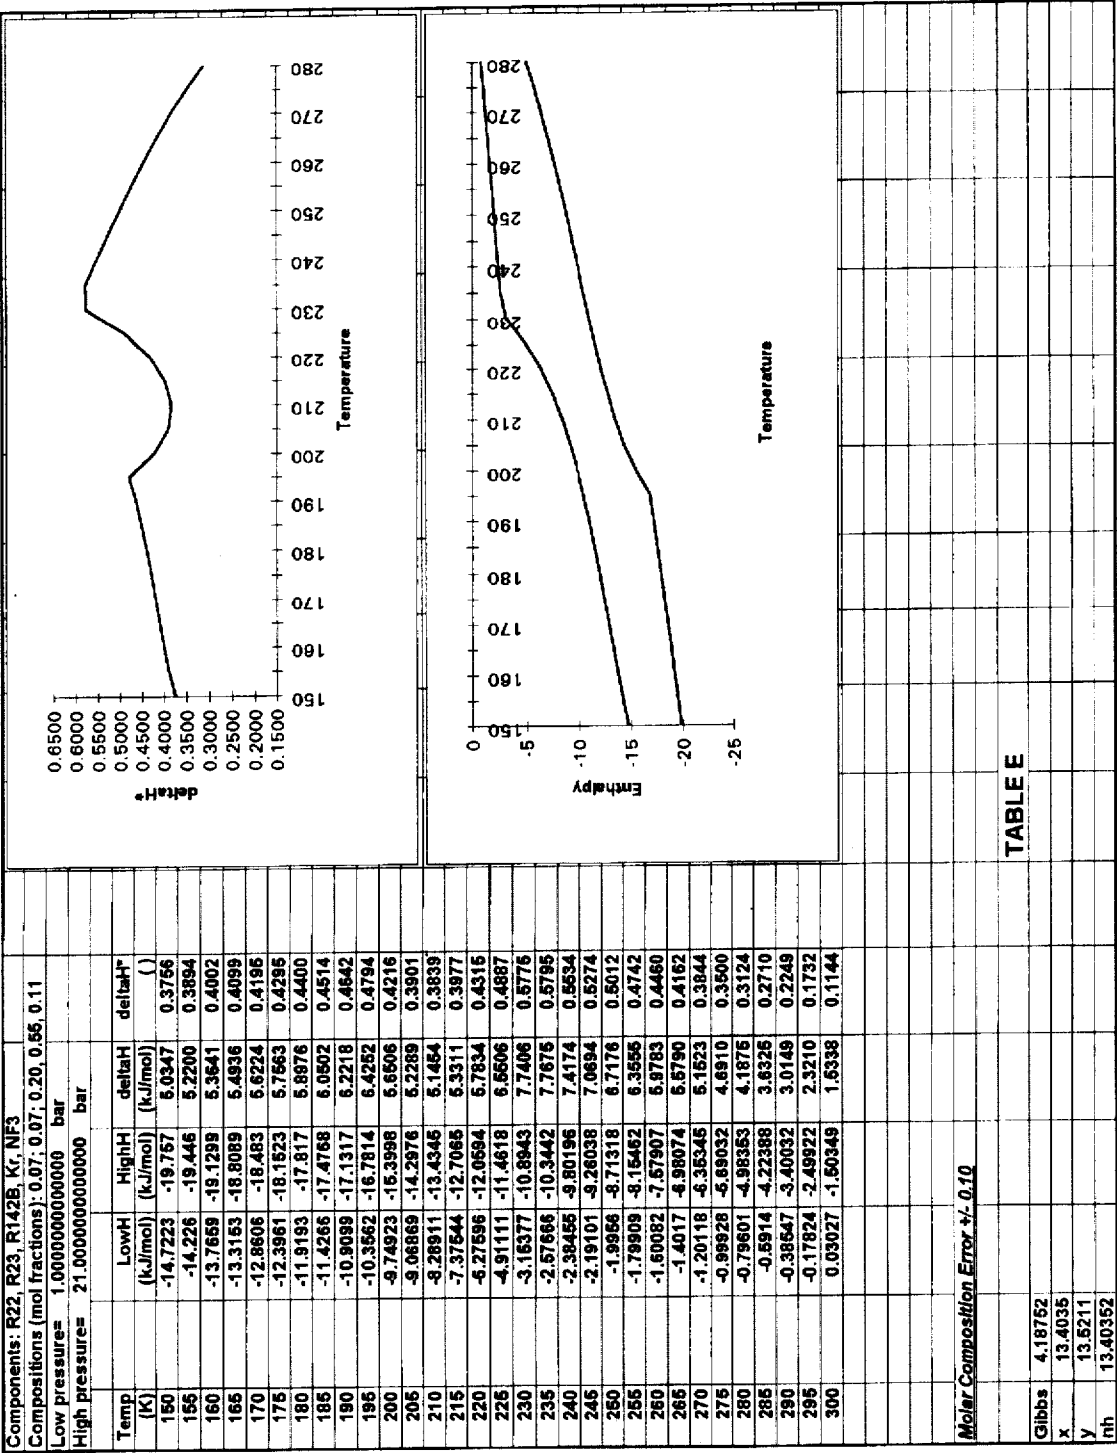 Components: R22, R23, R142B, Kr, NF3
Compositions (mol fractions): 0.07; 0.07; 0.20, 0.55, 0.11
Low pressure= 1.00000000000000 bar
High pressure= 21.00000000000000 bar
Temp LowH HighH deltaH deltaH*
(K) (kJ/mol) (kJ/mol) (kJ/mol) ( )
150 -14.7223 -19.757 5.0347 0.3756
155 -14.226 -19.446 5.2200 0.3894
160 -13.7659 -19.1299 5.3641 0.4002
165 -13.3153 -18.8089 5.4936 0.4099
170 -12.8606 -18.483 5.6224 0.4195
175 -12.3961 -18.1523 5.7563 0.4295
180 -11.9193 -17.817 5.8976 0.4400
185 -11.4266 -17.4768 6.0502 0.4514
190 -10.9099 -17.1317 6.2218 0.4642
195 -10.3562 -16.7814 6.4252 0.4794
200 -9.74923 -15.3998 5.6506 0.4216
205 -9.06869 -14.2976 5.2289 0.3901
210 -8.28911 -13.4345 5.1454 0.3839
215 -7.37544 -12.7065 5.3311 0.3977
220 -6.27596 -12.0594 5.7834 0.4315
225 -4.91111 -11.4618 6.5506 0.4887
230 -3.15377 -10.8943 7.7406 0.5775
235 -2.57666 -10.3442 7.7675 0.5795
240 -2.38455 -9.80196 7.4174 0.5534
245 -2.19101 -9.26038 7.0694 0.5274
250 -1.9956 -8.71318 6.7176 0.5012
255 -1.79909 -8.15462 6.3555 0.4742
260 -1.60082 -7.57907 5.9783 0.4460
265 -1.4017 -6.98074 5.5790 0.4162
270 -1.20118 -6.35345 5.1523 0.3844
275 -0.99928 -5.69032 4.6910 0.3500
280 -0.79601 -4.98353 4.1875 0.3124
285 -0.5914 -4.22388 3.6325 0.2710
290 -0.38547 -3.40032 3.0149 0.2249
295 -0.17824 -2.49922 2.3210 0.1732
300 0.03027 -1.50349 1.5338 0.1144
Molar Composition Error +/- 0.10
Gibbs 4.18752
x 13.4035
y 13.5211
nh 13.40352
deltaH*
0.6500
0.6000
0.5500
0.5000
0.4500
0.4000
0.3500
0.3000
0.2500
0.2000
0.1500
150 160 170 180 190 200 210 220 230 240 250 260 270 280
Temperature
Enthalpy
0
-5
-10
-15
-20
-25
150 160 170 180 190 200 210 220 230 240 250 260 270 280
Temperature
TABLE E